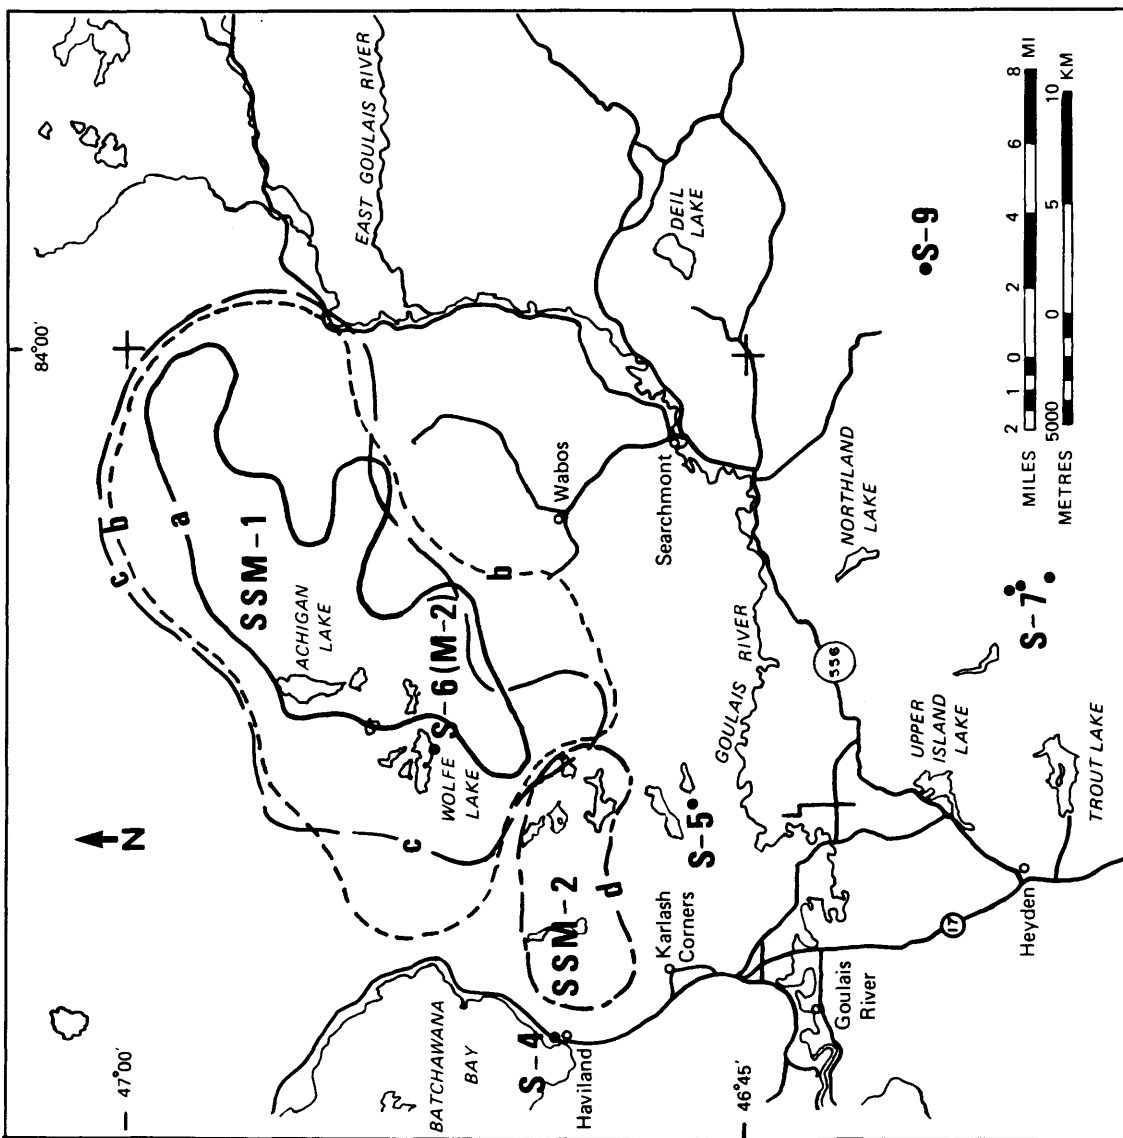 84°00'
47°00'
46°45'
N
EAST GOULAIS RIVER
c
b
a
SSM-1
ACHIGAN
LAKE
S-6 (M-2)
WOLFE
LAKE
c
b
Wabos
Searchmont
DEIL
LAKE
S-9
NORTHLAND
LAKE
S-7
GOULAIS RIVER
556
UPPER
ISLAND
LAKE
TROUT LAKE
S-5
SSM-2
d
Karlash
Corners
BATCHAWANA
BAY
S-4
Haviland
Goulais
River
17
Heyden
MILES 2 1 0 2 4 6 8 MI
METRES 5000 0 5 10 KM